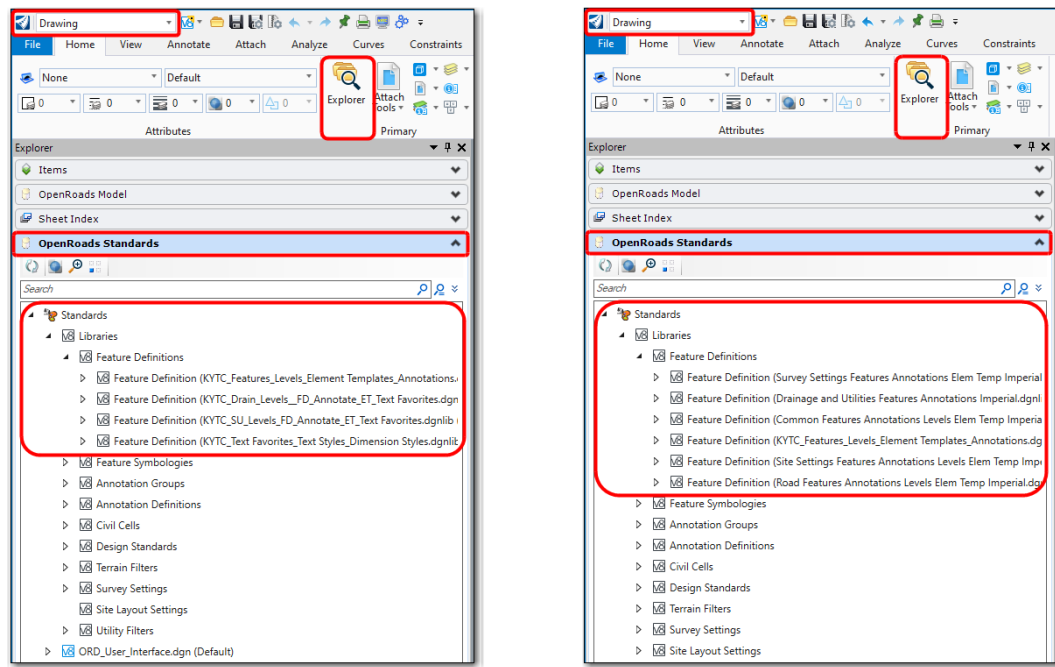 Drawing
File Home View Annotate Attach Analyze Curves Constraints
None Default
0 0 0 0 0
Explorer
Attach
Tools
Attributes Primary
Explorer
Items
OpenRoads Model
Sheet Index
OpenRoads Standards
Search
Standards
Libraries
Feature Definitions
Feature Definition (KYTC_Features_Levels_Element Templates_Annotations.
Feature Definition (KYTC_Drain_Levels__FD_Annotate_ET_Text Favorites.dgn
Feature Definition (KYTC_SU_Levels_FD_Annotate_ET_Text Favorites.dgnlib
Feature Definition (KYTC_Text Favorites_Text Styles_Dimension Styles.dgnlib
Feature Symbologies
Annotation Groups
Annotation Definitions
Civil Cells
Design Standards
Terrain Filters
Survey Settings
Site Layout Settings
Utility Filters
ORD_User_Interface.dgn (Default)
Drawing
File Home View Annotate Attach Analyze Curves Constraints
None Default
0 0 0 0 0
Explorer
Attach
Tools
Attributes Primary
Explorer
Items
OpenRoads Model
Sheet Index
OpenRoads Standards
Search
Standards
Libraries
Feature Definitions
Feature Definition (Survey Settings Features Annotations Elem Temp Imperial
Feature Definition (Drainage and Utilities Features Annotations Imperial.dgnl
Feature Definition (Common Features Annotations Levels Elem Temp Imperia
Feature Definition (KYTC_Features_Levels_Element Templates_Annotations.dg
Feature Definition (Site Settings Features Annotations Levels Elem Temp Impe
Feature Definition (Road Features Annotations Levels Elem Temp Imperial.dg
Feature Symbologies
Annotation Groups
Annotation Definitions
Civil Cells
Design Standards
Terrain Filters
Survey Settings
Site Layout Settings